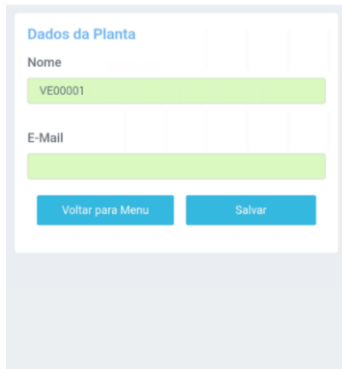 Dados da Planta
Nome
VE00001
E-Mail
Voltar para Menu
Salvar